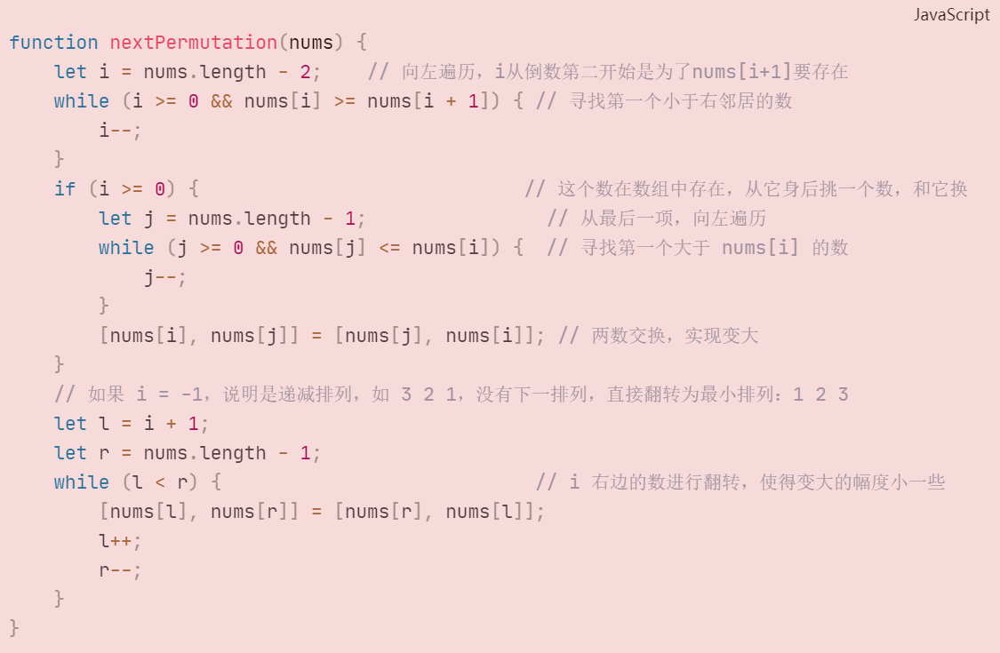 JavaScript
function nextPermutation(nums) {
    let i = nums.length - 2;    // 向左遍历，i从倒数第二开始是为了nums[i+1]要存在
    while (i >= 0 && nums[i] >= nums[i + 1]) { // 寻找第一个小于右邻居的数
        i--;
    }
    if (i >= 0) {                             // 这个数在数组中存在，从它身后挑一个数，和它换
        let j = nums.length - 1;                // 从最后一项，向左遍历
        while (j >= 0 && nums[j] <= nums[i]) {  // 寻找第一个大于 nums[i] 的数
            j--;
        }
        [nums[i], nums[j]] = [nums[j], nums[i]]; // 两数交换，实现变大
    }
    // 如果 i = -1，说明是递减排列，如 3 2 1，没有下一排列，直接翻转为最小排列：1 2 3
    let l = i + 1;
    let r = nums.length - 1;
    while (l < r) {                            // i 右边的数进行翻转，使得变大的幅度小一些
        [nums[l], nums[r]] = [nums[r], nums[l]];
        l++;
        r--;
    }
}